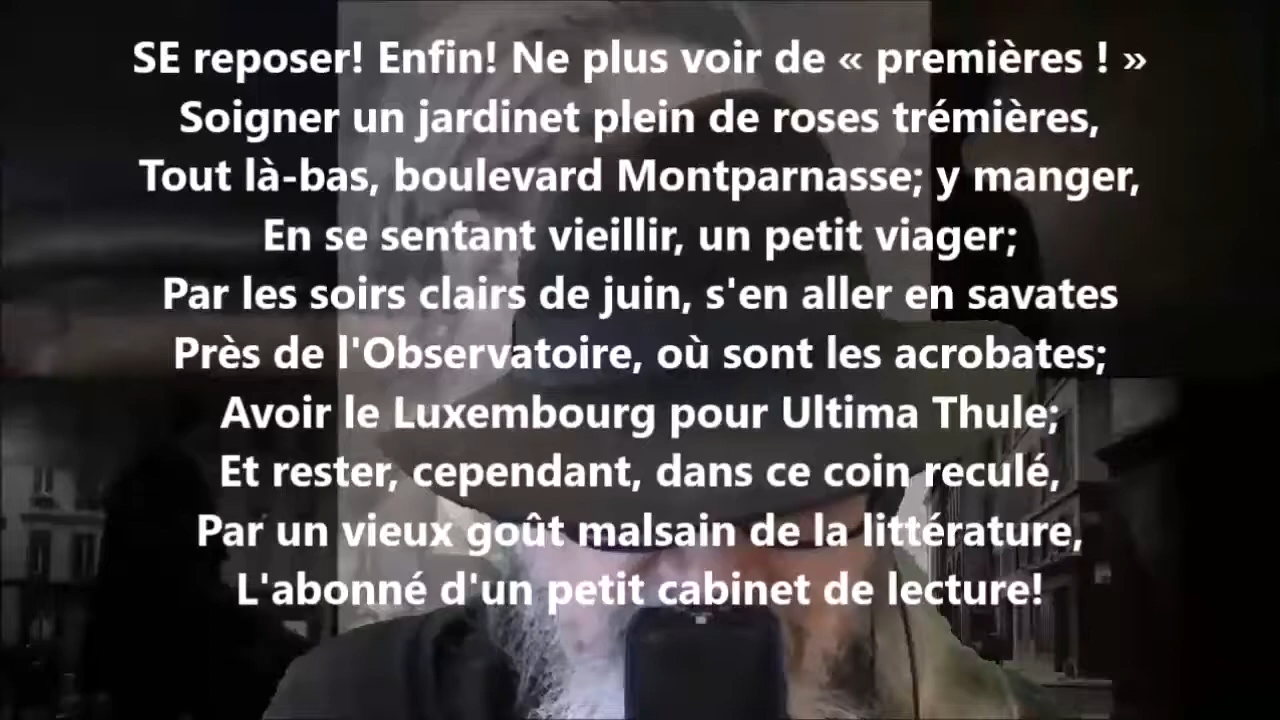 SE reposer! Enfin! Ne plus voir de « premières ! »
Soigner un jardinet plein de roses trémières,
Tout là-bas, boulevard Montparnasse; y manger,
En se sentant vieillir, un petit viager;
Par les soirs clairs de juin, s'en aller en savates
Près de l'Observatoire, où sont les acrobates;
Avoir le Luxembourg pour Ultima Thule;
Et rester, cependant, dans ce coin reculé,
Par un vieux goût malsain de la littérature,
L'abonné d'un petit cabinet de lecture!